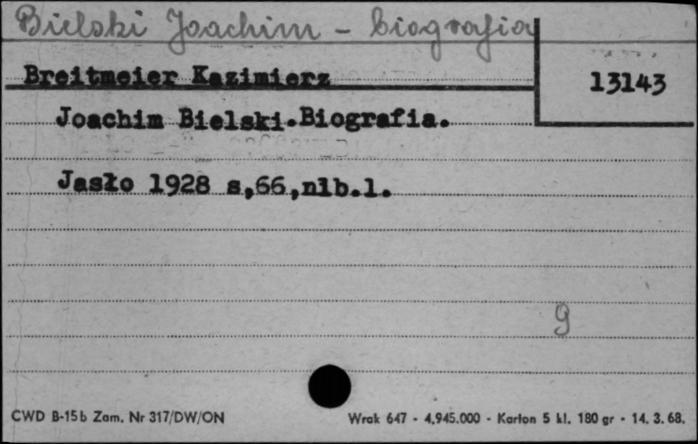 Bielski Joachim - biografia
Breitmeier Kazimierz
13143
Joachim Bielski.Biografia.
Jasło 1928 s,66,nlb.1.
9
CWD B-15b Zam. Nr 317/DW/ON
Wrak 647 - 4.945.000 - Karton 5 kl. 180 gr - 14. 3. 68.